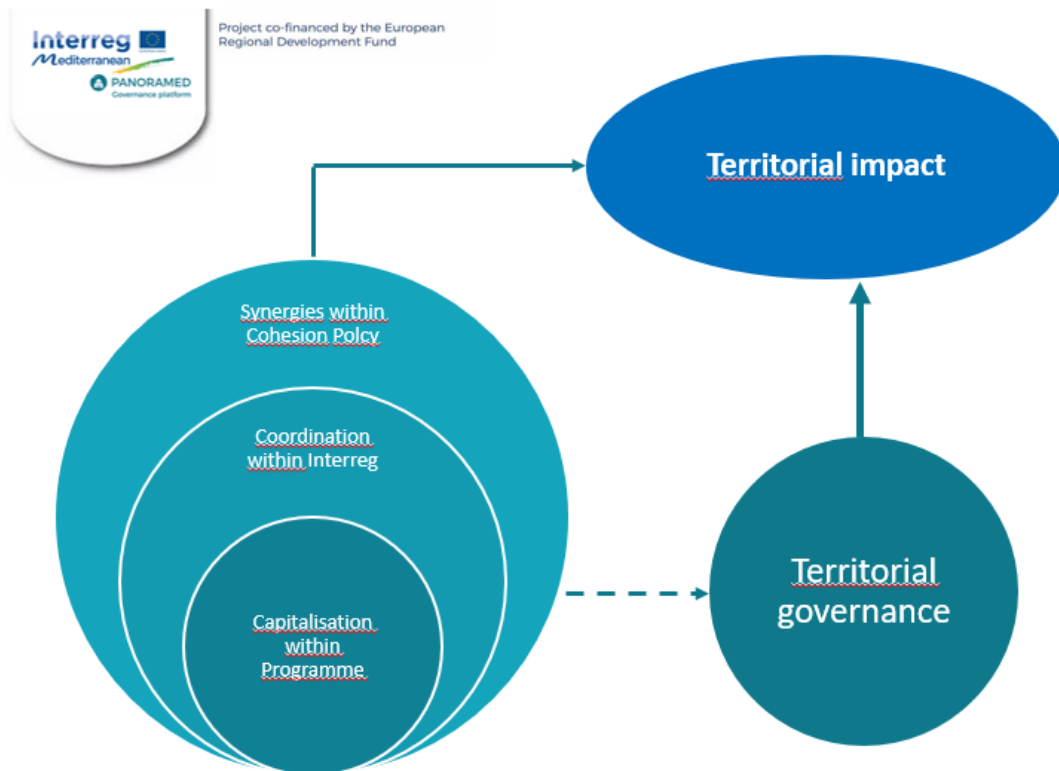 Interreg
Mediterranean
PANORAMED
Governance platform
Project co-financed by the European
Regional Development Fund
Territorial impact
Synergies within
Cohesion Polcy
Coordination
within Interreg
Capitalisation
within
Programme
Territorial
governance